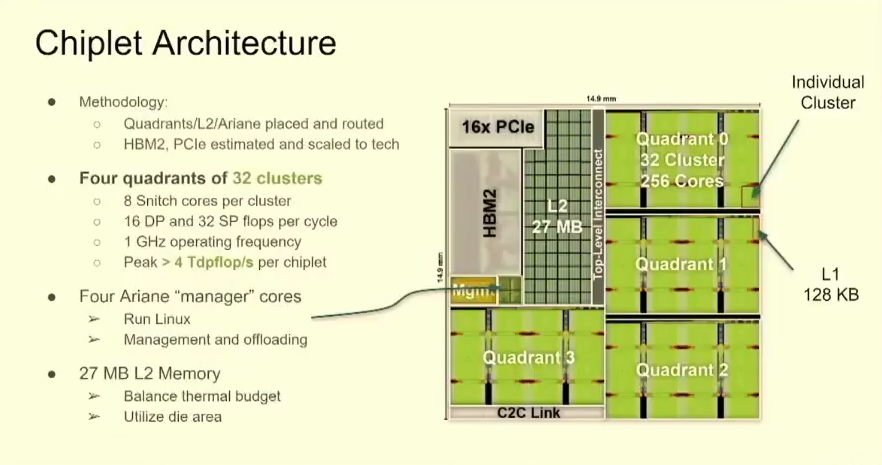 Chiplet Architecture
● Methodology:
○ Quadrants/L2/Ariane placed and routed
○ HBM2, PCIe estimated and scaled to tech
● Four quadrants of 32 clusters
○ 8 Snitch cores per cluster
○ 16 DP and 32 SP flops per cycle
○ 1 GHz operating frequency
○ Peak > 4 Tdpflop/s per chiplet
● Four Ariane “manager” cores
➢ Run Linux
➢ Management and offloading
● 27 MB L2 Memory
➢ Balance thermal budget
➢ Utilize die area
14.9 mm
14.9 mm
16x PCIe
HBM2
L2
27 MB
Top-Level Interconnect
Mgmt
Quadrant 0
32 Cluster
256 Cores
Quadrant 1
Quadrant 2
Quadrant 3
C2C Link
Individual
Cluster
L1
128 KB